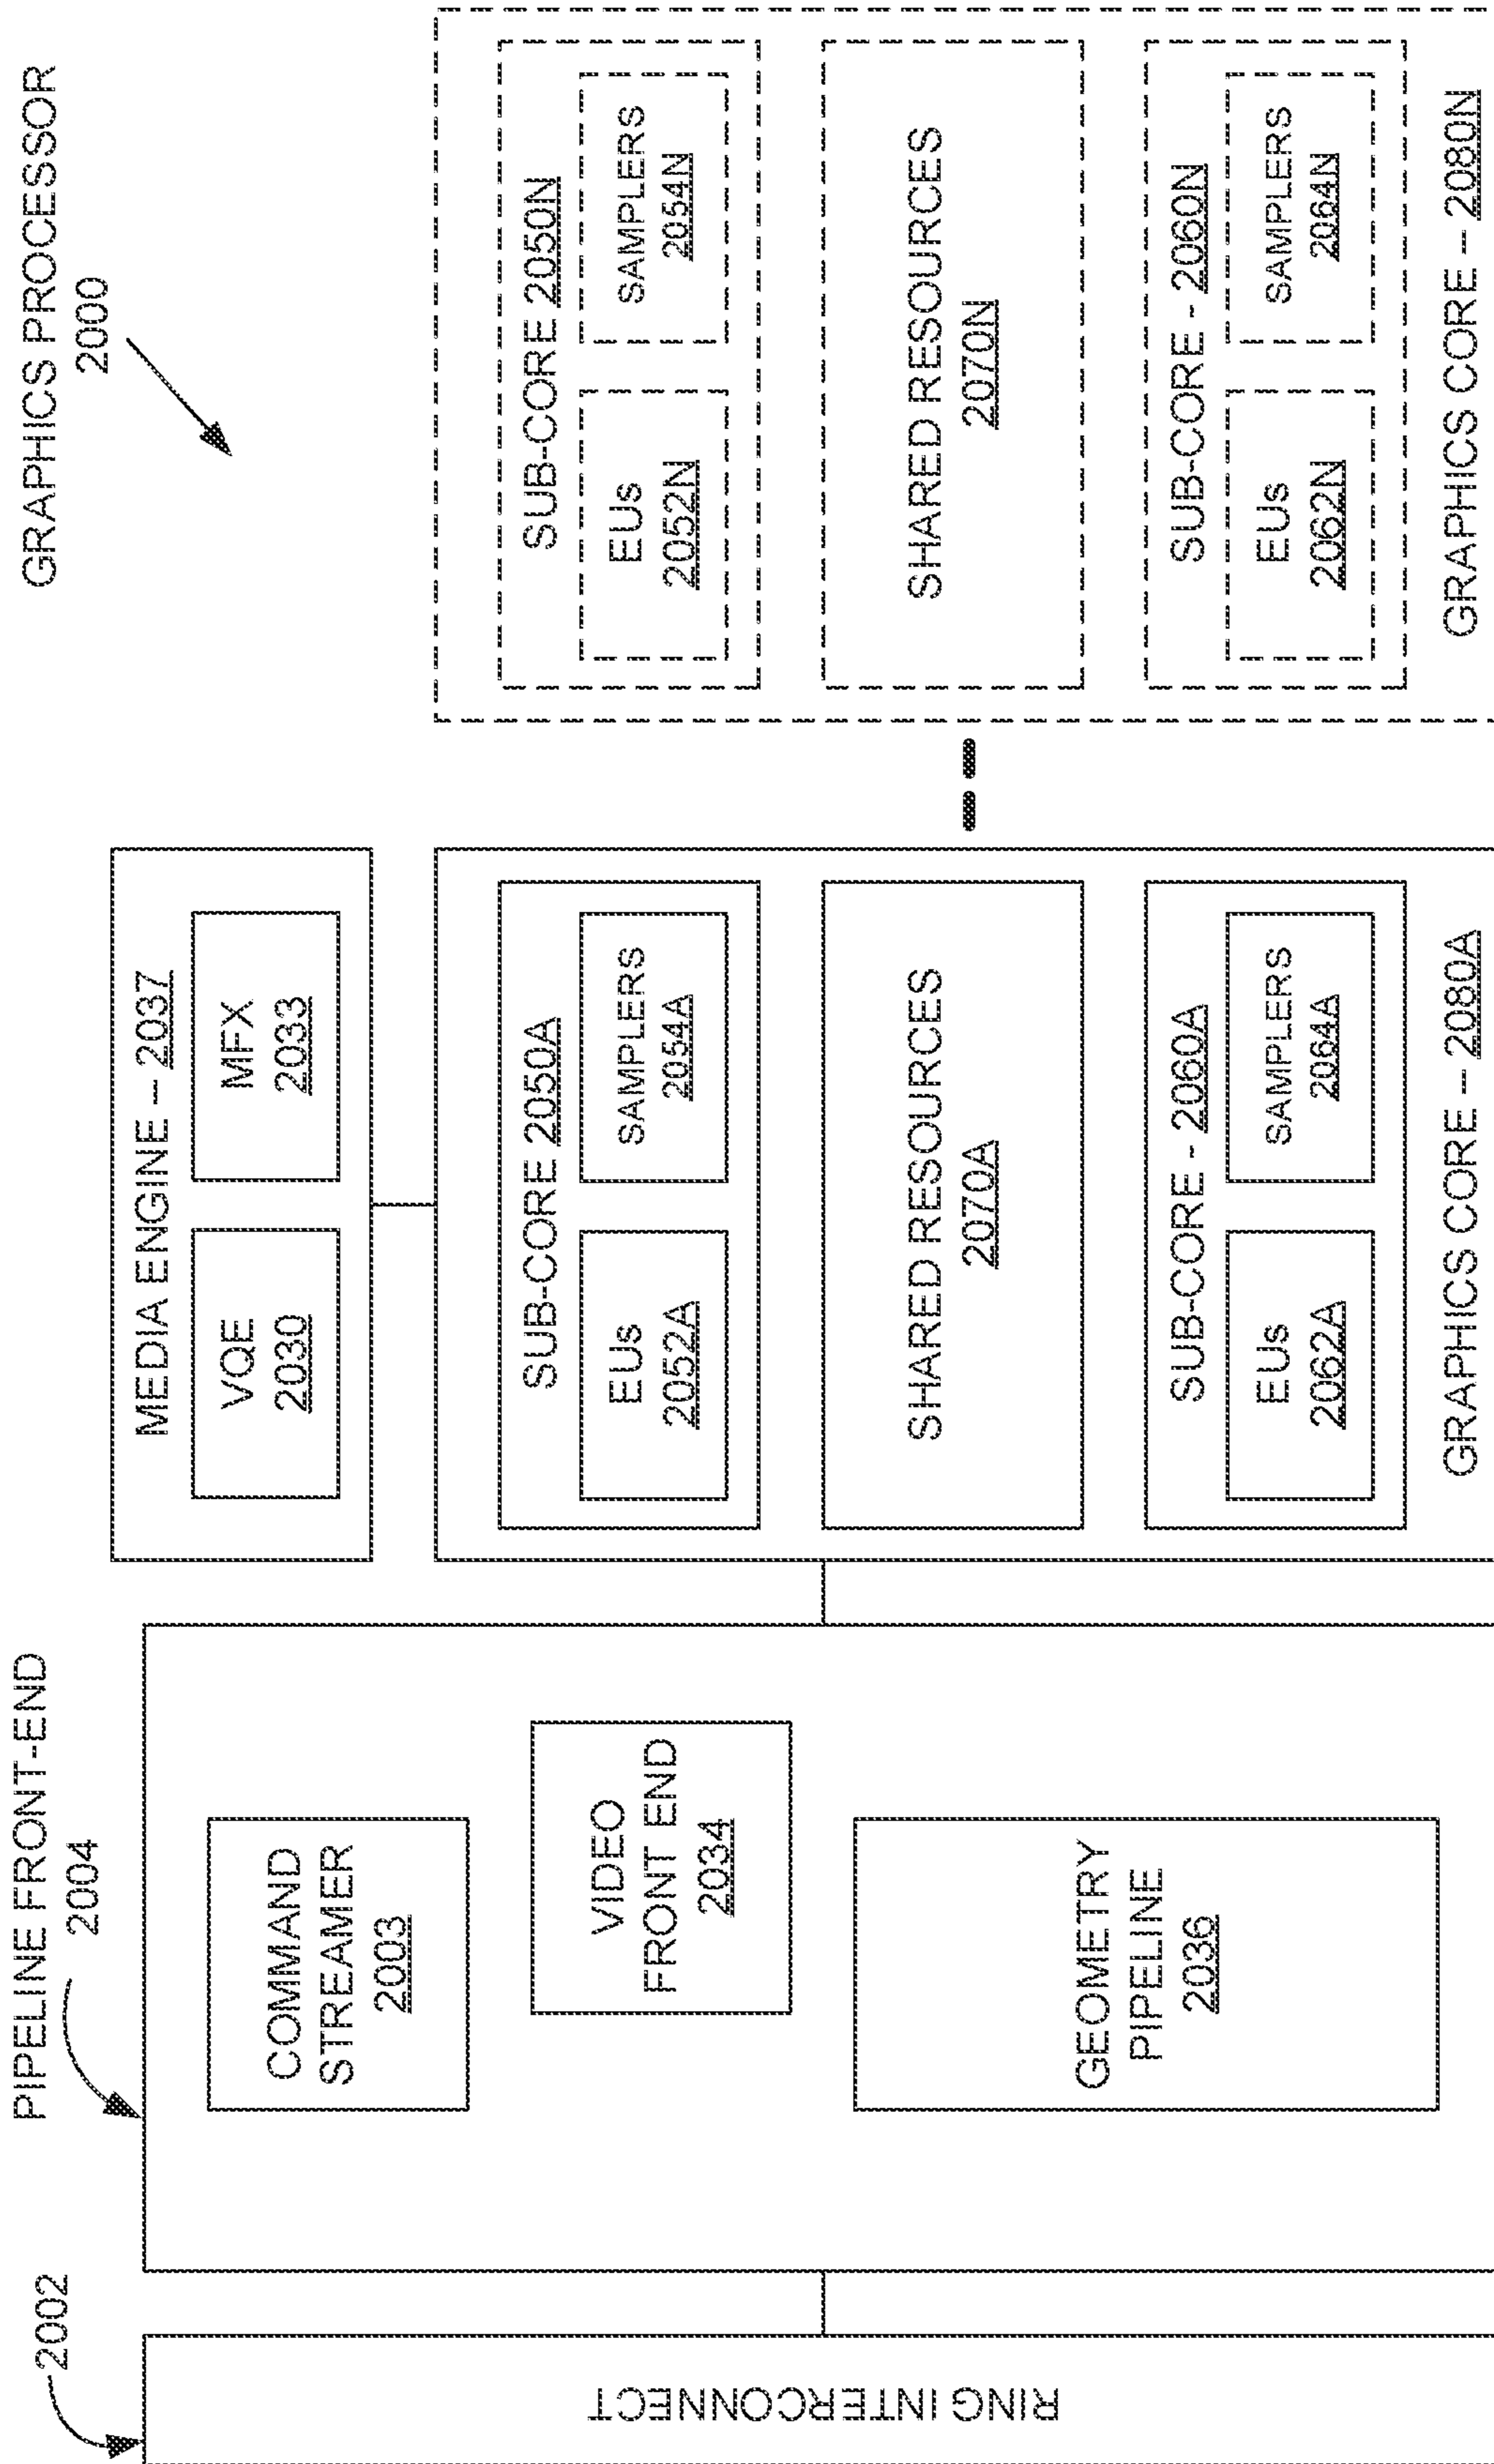 GRAPHICS PROCESSOR
2000
PIPELINE FRONT-END
2004
2002
RING INTERCONNECT
COMMAND
STREAMER
2003
VIDEO
FRONT END
2034
GEOMETRY
PIPELINE
2036
MEDIA ENGINE – 2037
VQE
2030
MFX
2033
SUB-CORE 2050A
EUs
2052A
SAMPLERS
2054A
SHARED RESOURCES
2070A
SUB-CORE - 2060A
EUs
2062A
SAMPLERS
2064A
GRAPHICS CORE -- 2080A
SUB-CORE 2050N
EUs
2052N
SAMPLERS
2054N
SHARED RESOURCES
2070N
SUB-CORE - 2060N
EUs
2062N
SAMPLERS
2064N
GRAPHICS CORE -- 2080N